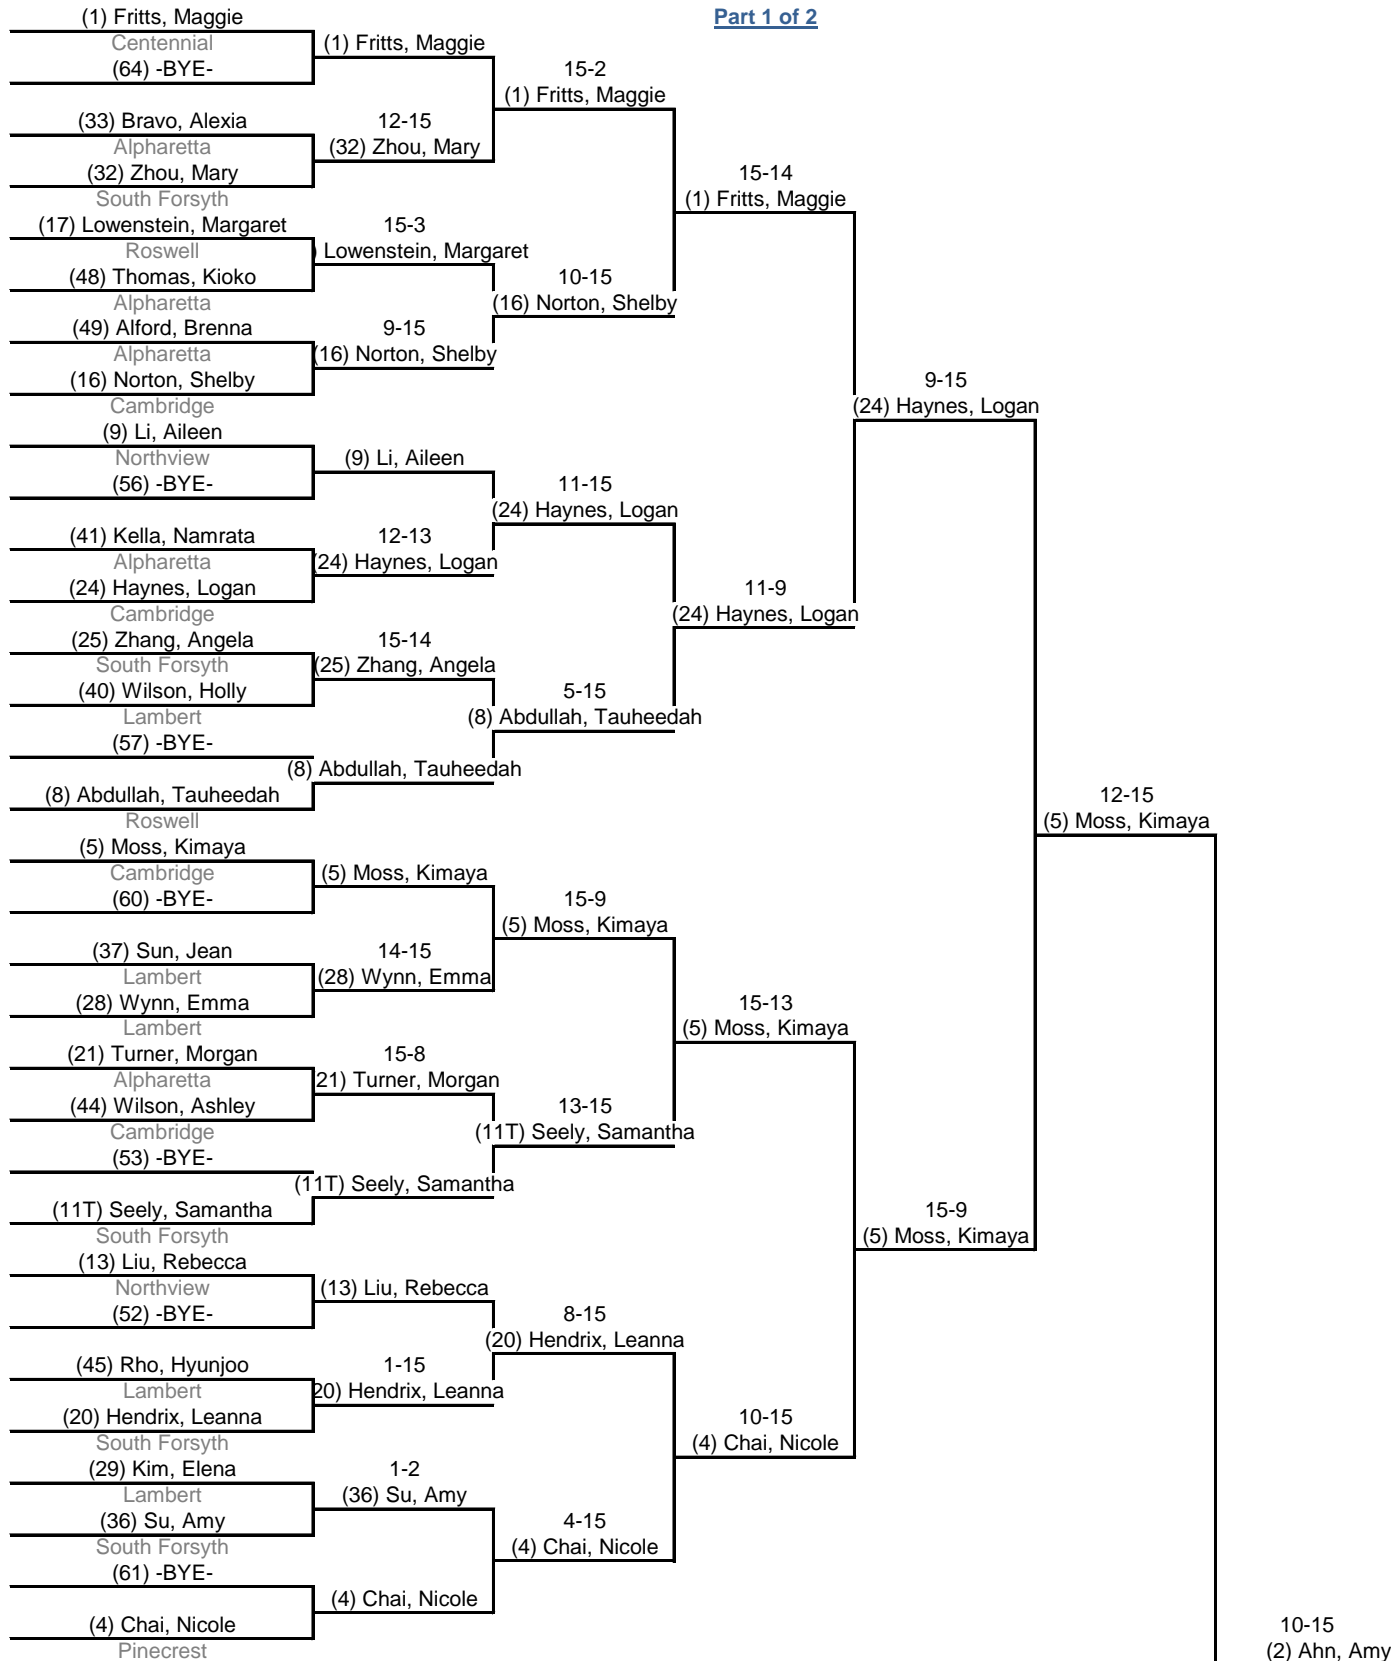 Part 1 of 2
(1) Fritts, Maggie
Centennial
(64) -BYE-
(33) Bravo, Alexia
Alpharetta
(32) Zhou, Mary
South Forsyth
(17) Lowenstein, Margaret
Roswell
(48) Thomas, Kioko
Alpharetta
(49) Alford, Brenna
Alpharetta
(16) Norton, Shelby
Cambridge
(9) Li, Aileen
Northview
(56) -BYE-
(41) Kella, Namrata
Alpharetta
(24) Haynes, Logan
Cambridge
(25) Zhang, Angela
South Forsyth
(40) Wilson, Holly
Lambert
(57) -BYE-
(8) Abdullah, Tauheedah
Roswell
(5) Moss, Kimaya
Cambridge
(60) -BYE-
(37) Sun, Jean
Lambert
(28) Wynn, Emma
Lambert
(21) Turner, Morgan
Alpharetta
(44) Wilson, Ashley
Cambridge
(53) -BYE-
(11T) Seely, Samantha
South Forsyth
(13) Liu, Rebecca
Northview
(52) -BYE-
(45) Rho, Hyunjoo
Lambert
(20) Hendrix, Leanna
South Forsyth
(29) Kim, Elena
Lambert
(36) Su, Amy
South Forsyth
(61) -BYE-
(4) Chai, Nicole
Pinecrest
(1) Fritts, Maggie
12-15
(32) Zhou, Mary
15-3
) Lowenstein, Margaret
9-15
(16) Norton, Shelby
(9) Li, Aileen
12-13
(24) Haynes, Logan
15-14
(25) Zhang, Angela
(8) Abdullah, Tauheedah
(5) Moss, Kimaya
14-15
(28) Wynn, Emma
15-8
21) Turner, Morgan
(11T) Seely, Samantha
(13) Liu, Rebecca
1-15
20) Hendrix, Leanna
1-2
(36) Su, Amy
(4) Chai, Nicole
15-2
(1) Fritts, Maggie
10-15
(16) Norton, Shelby
11-15
(24) Haynes, Logan
5-15
(8) Abdullah, Tauheedah
15-9
(5) Moss, Kimaya
13-15
(11T) Seely, Samantha
8-15
(20) Hendrix, Leanna
4-15
(4) Chai, Nicole
15-14
(1) Fritts, Maggie
11-9
(24) Haynes, Logan
15-13
(5) Moss, Kimaya
10-15
(4) Chai, Nicole
9-15
(24) Haynes, Logan
15-9
(5) Moss, Kimaya
12-15
(5) Moss, Kimaya
10-15
(2) Ahn, Amy